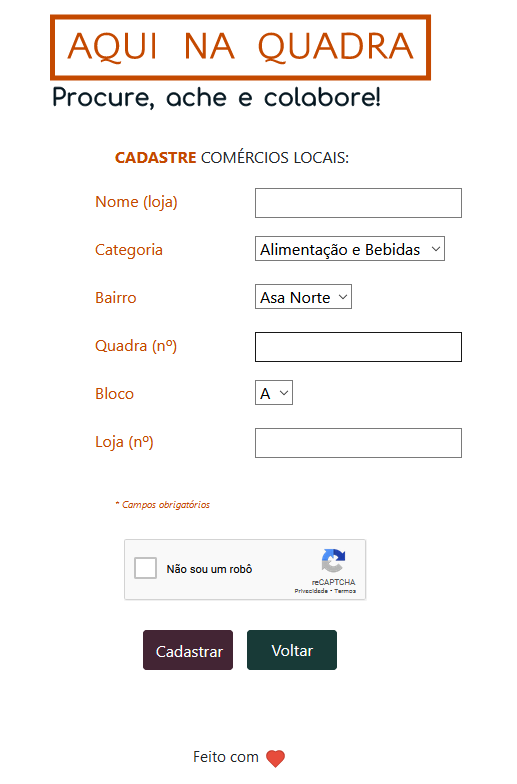 AQUI NA QUADRA
Procure, ache e colabore!
CADASTRE COMÉRCIOS LOCAIS:
Nome (loja)
Categoria Alimentação e Bebidas
Bairro Asa Norte
Quadra (nº)
Bloco A
Loja (nº)
* Campos obrigatórios
Não sou um robô
reCAPTCHA
Privacidade • Termos
Cadastrar Voltar
Feito com